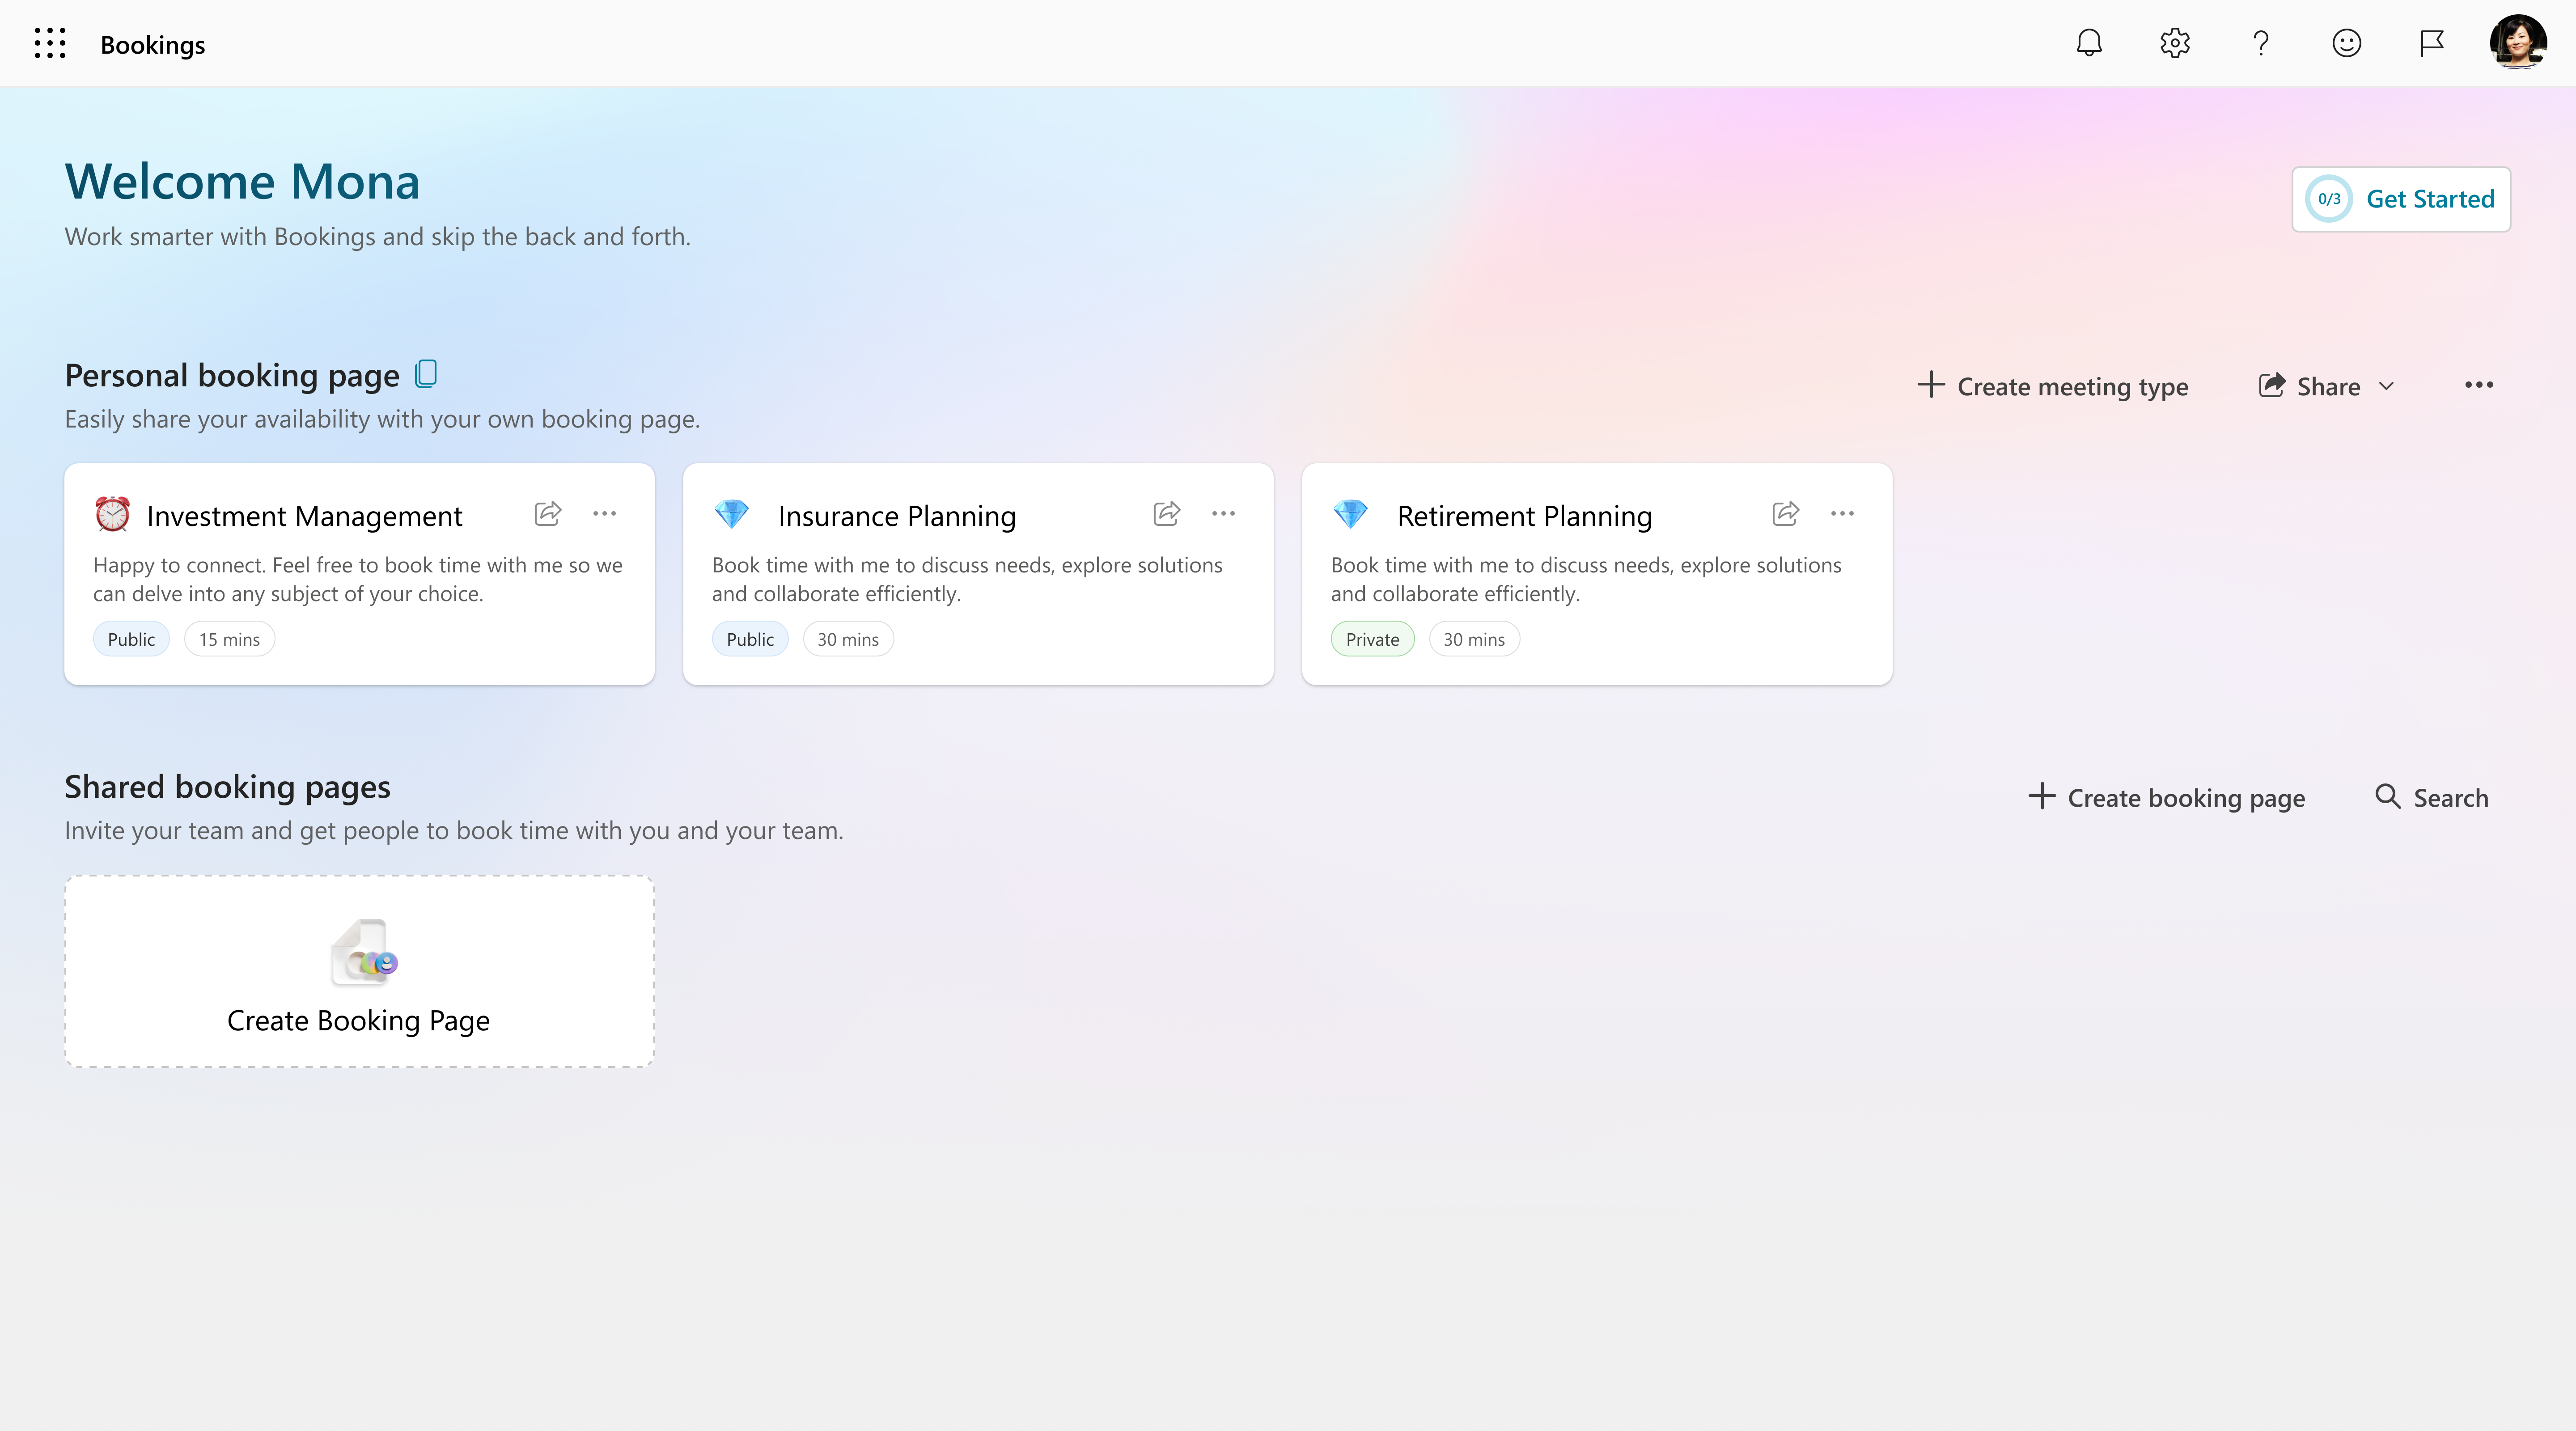 Bookings
Welcome Mona
Work smarter with Bookings and skip the back and forth.
0/3 Get Started
Personal booking page
Easily share your availability with your own booking page.
Create meeting type
Share
Investment Management
Happy to connect. Feel free to book time with me so we
can delve into any subject of your choice.
Public 15 mins
Insurance Planning
Book time with me to discuss needs, explore solutions
and collaborate efficiently.
Public 30 mins
Retirement Planning
Book time with me to discuss needs, explore solutions
and collaborate efficiently.
Private 30 mins
Shared booking pages
Invite your team and get people to book time with you and your team.
Create booking page
Search
Create Booking Page